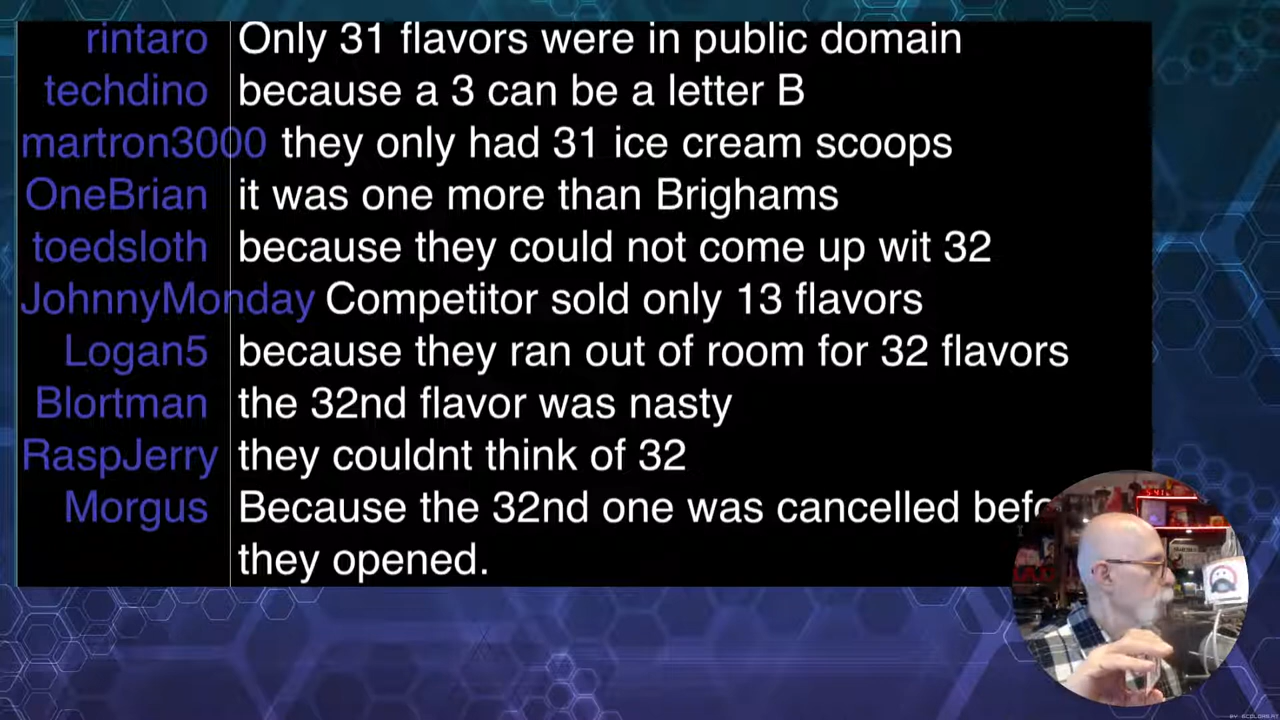 rintaro Only 31 flavors were in public domain
techdino because a 3 can be a letter B
martron3000 they only had 31 ice cream scoops
OneBrian it was one more than Brighams
toedsloth because they could not come up wit 32
JohnnyMonday Competitor sold only 13 flavors
Logan5 because they ran out of room for 32 flavors
Blortman the 32nd flavor was nasty
RaspJerry they couldnt think of 32
Morgus Because the 32nd one was cancelled befo
they opened.